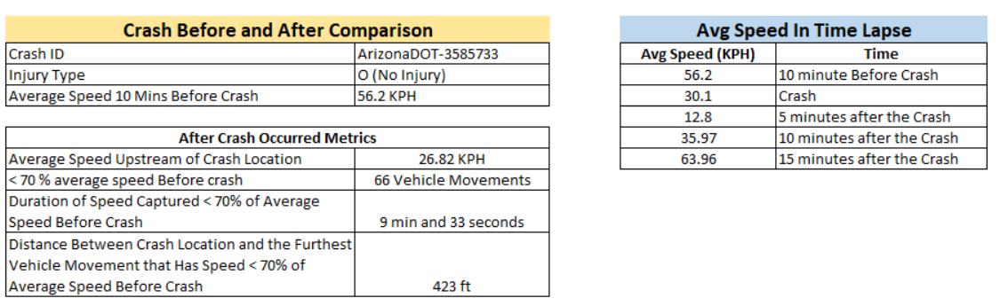 Crash Before and After Comparison
Crash ID ArizonaDOT-3585733
Injury Type O (No Injury)
Average Speed 10 Mins Before Crash 56.2 KPH
After Crash Occurred Metrics
Average Speed Upstream of Crash Location 26.82 KPH
< 70 % average speed Before crash 66 Vehicle Movements
Duration of Speed Captured < 70% of Average
Speed Before Crash 9 min and 33 seconds
Distance Between Crash Location and the Furthest
Vehicle Movement that Has Speed < 70% of
Average Speed Before Crash 423 ft
Avg Speed In Time Lapse
Avg Speed (KPH) Time
56.2 10 minute Before Crash
30.1 Crash
12.8 5 minutes after the Crash
35.97 10 minutes after the Crash
63.96 15 minutes after the Crash